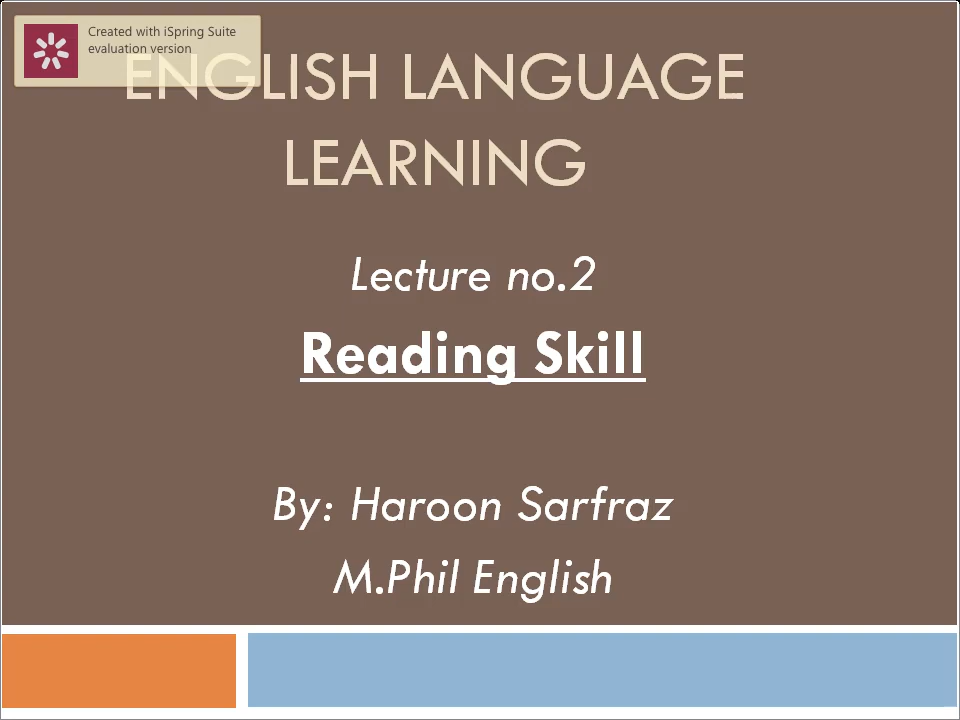 Created with iSpring Suite
evaluation version
ENGLISH LANGUAGE
LEARNING
Lecture no.2
Reading Skill
By: Haroon Sarfraz
M.Phil English